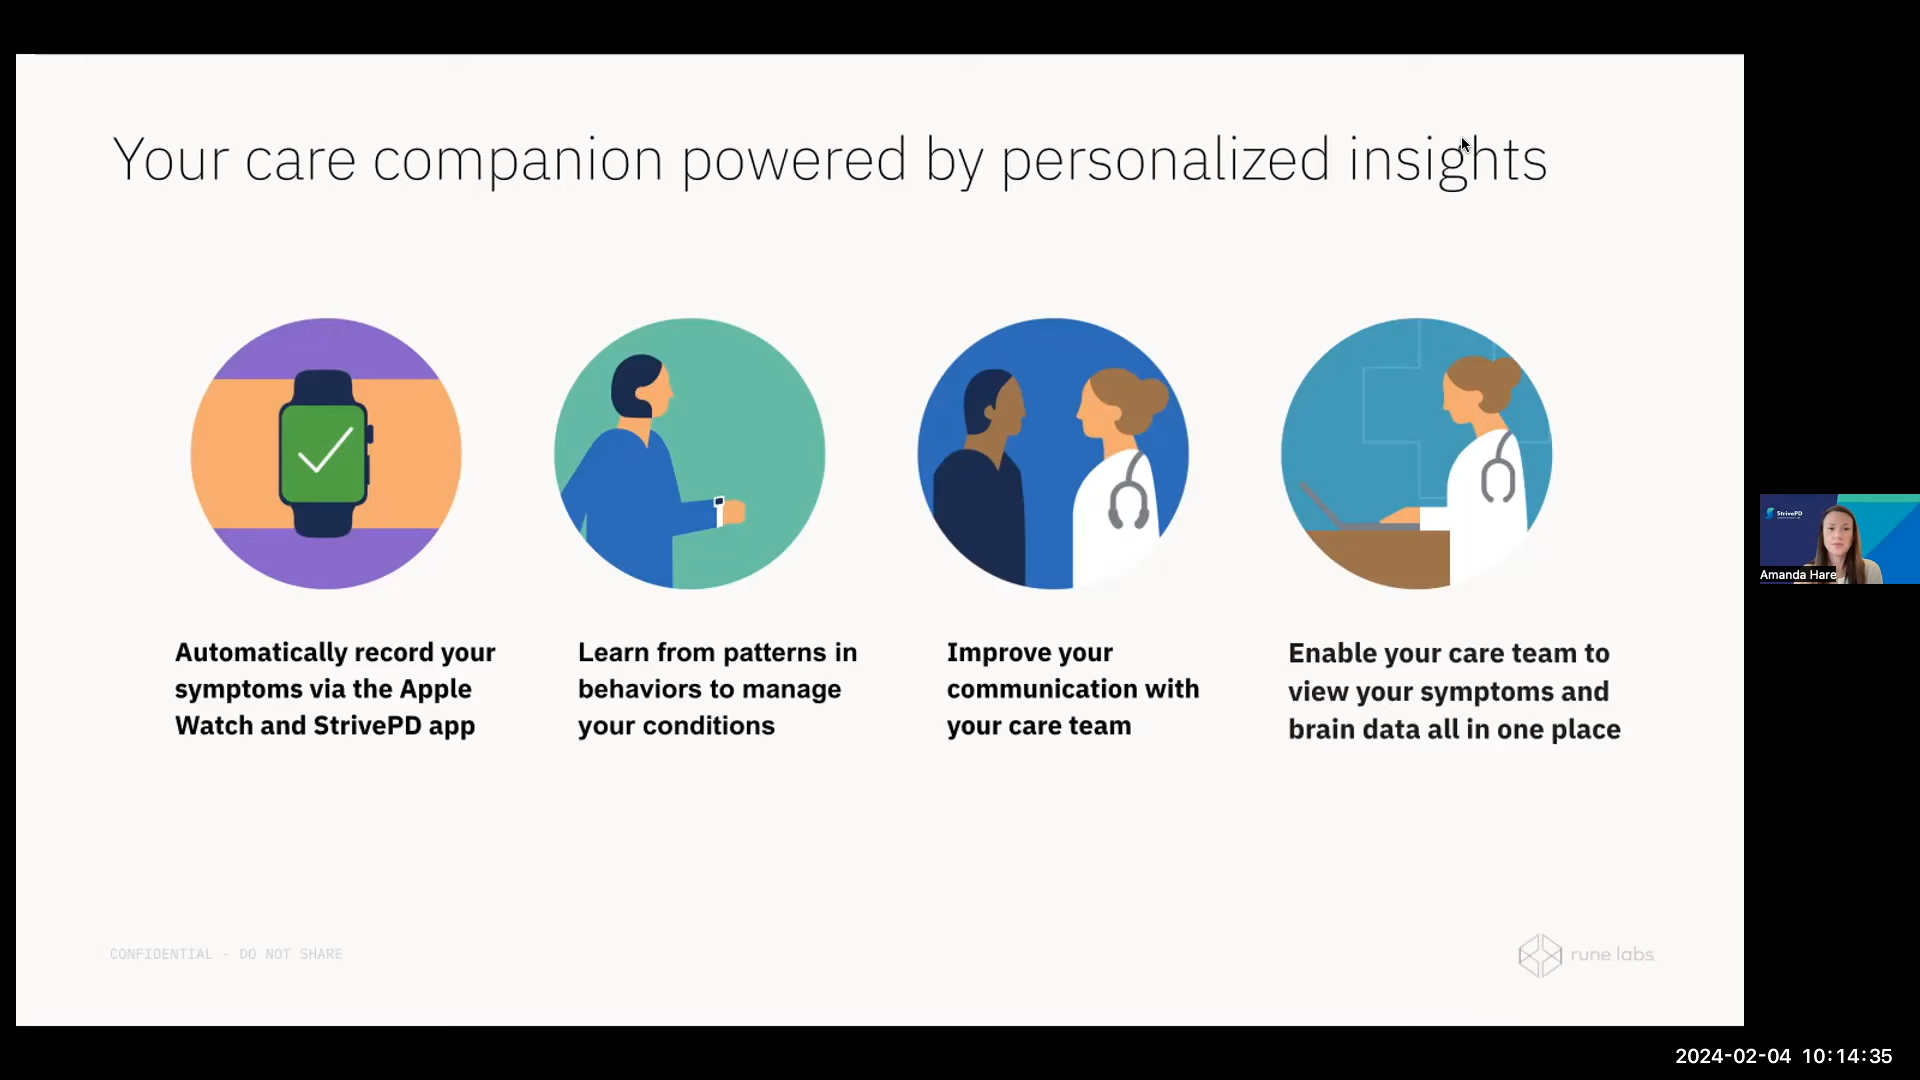 Your care companion powered by personalized insights
Automatically record your
symptoms via the Apple
Watch and StrivePD app
Learn from patterns in
behaviors to manage
your conditions
Improve your
communication with
your care team
Enable your care team to
view your symptoms and
brain data all in one place
StrivePD
Amanda Hare
CONFIDENTIAL - DO NOT SHARE
rune labs
2024-02-04 10:14:35